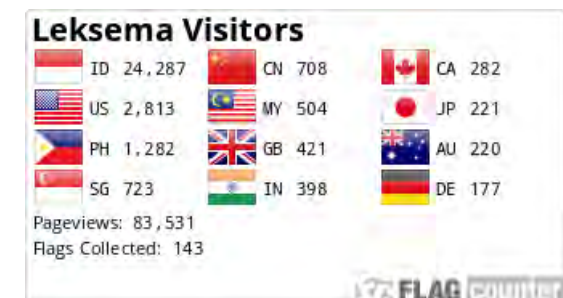 Leksema Visitors
ID 24,287 CN 708 CA 282
US 2,813 MY 504 JP 221
PH 1,282 GB 421 AU 220
SG 723 IN 398 DE 177
Pageviews: 83,531
Flags Collected: 143
FLAG counter